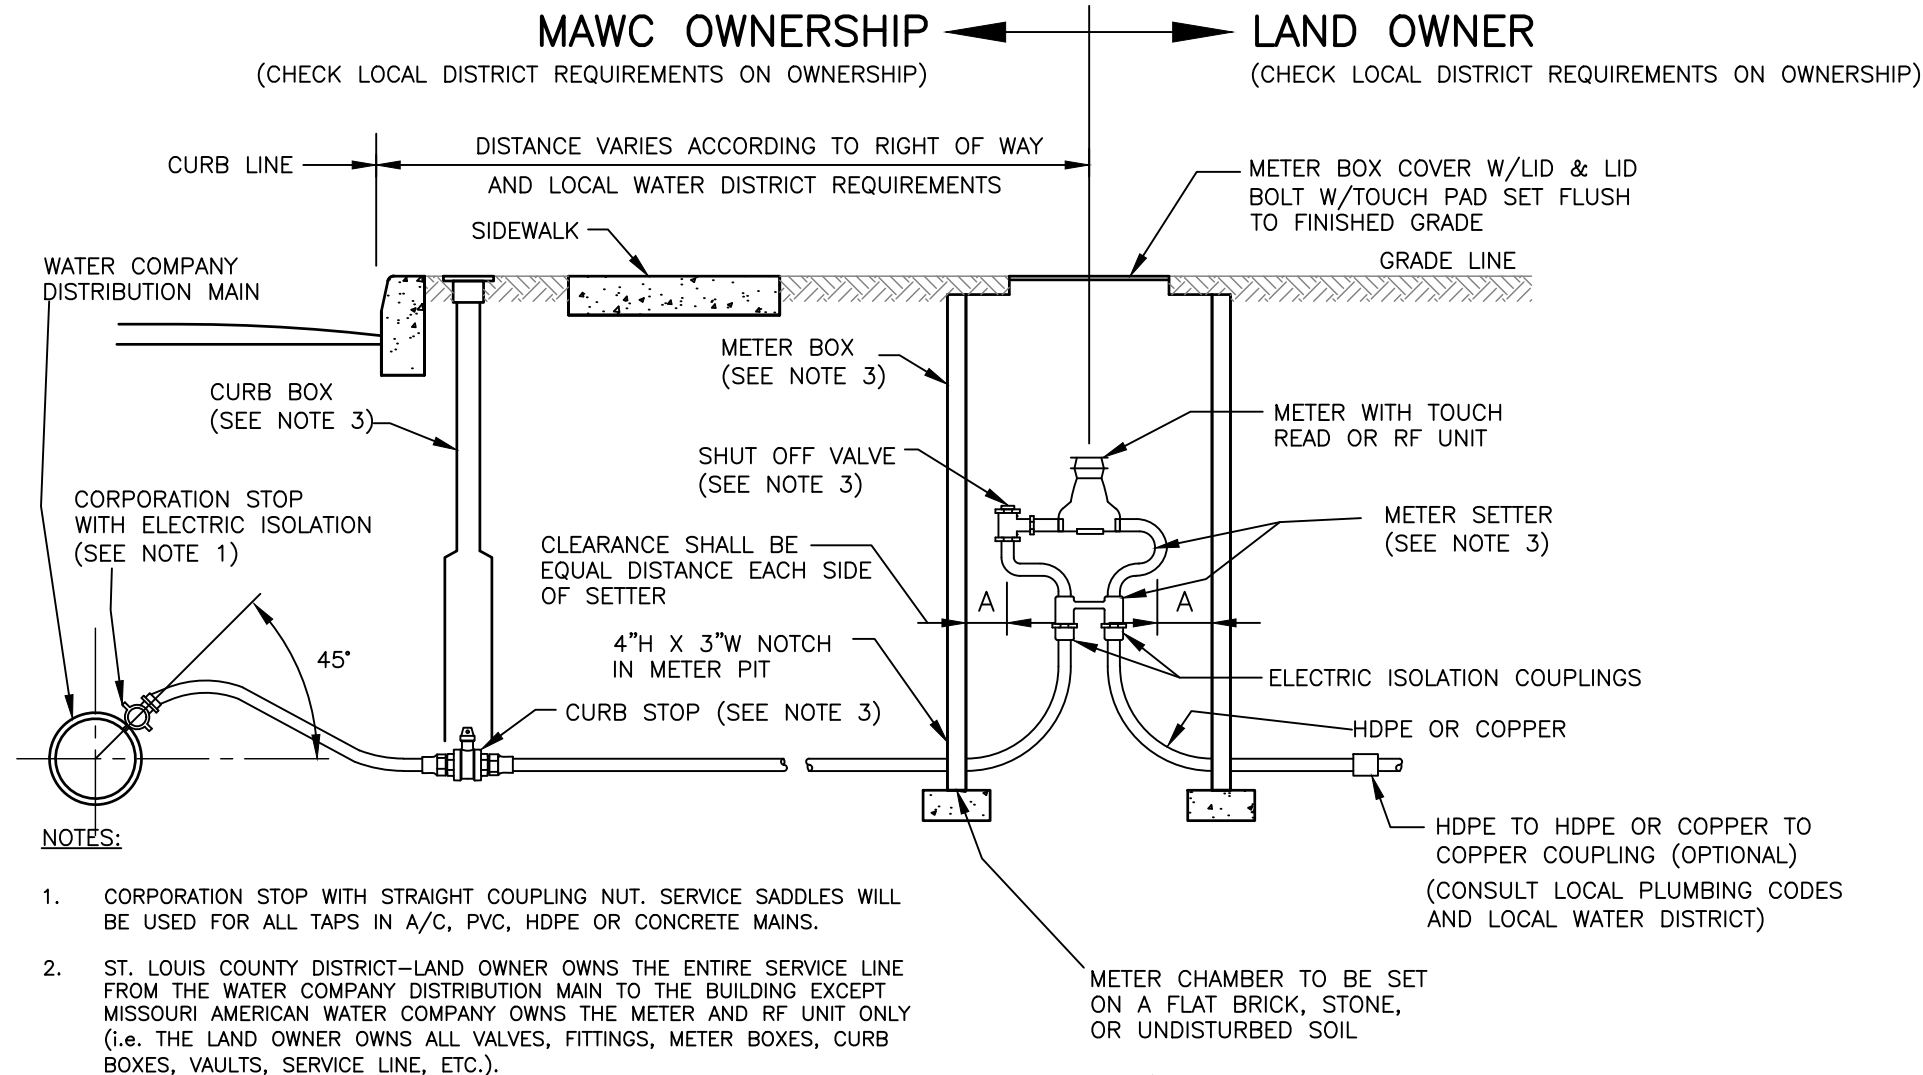 MAWC OWNERSHIP
LAND OWNER
(CHECK LOCAL DISTRICT REQUIREMENTS ON OWNERSHIP)
(CHECK LOCAL DISTRICT REQUIREMENTS ON OWNERSHIP)
CURB LINE
DISTANCE VARIES ACCORDING TO RIGHT OF WAY
AND LOCAL WATER DISTRICT REQUIREMENTS
METER BOX COVER W/LID & LID
BOLT W/TOUCH PAD SET FLUSH
TO FINISHED GRADE
SIDEWALK
GRADE LINE
WATER COMPANY
DISTRIBUTION MAIN
METER BOX
(SEE NOTE 3)
CURB BOX
(SEE NOTE 3)
METER WITH TOUCH
READ OR RF UNIT
SHUT OFF VALVE
(SEE NOTE 3)
CORPORATION STOP
WITH ELECTRIC ISOLATION
(SEE NOTE 1)
METER SETTER
(SEE NOTE 3)
CLEARANCE SHALL BE
EQUAL DISTANCE EACH SIDE
OF SETTER
A
A
4"H X 3"W NOTCH
IN METER PIT
45°
ELECTRIC ISOLATION COUPLINGS
CURB STOP (SEE NOTE 3)
HDPE OR COPPER
HDPE TO HDPE OR COPPER TO
COPPER COUPLING (OPTIONAL)
(CONSULT LOCAL PLUMBING CODES
AND LOCAL WATER DISTRICT)
METER CHAMBER TO BE SET
ON A FLAT BRICK, STONE,
OR UNDISTURBED SOIL
NOTES:
1. CORPORATION STOP WITH STRAIGHT COUPLING NUT. SERVICE SADDLES WILL
BE USED FOR ALL TAPS IN A/C, PVC, HDPE OR CONCRETE MAINS.
2. ST. LOUIS COUNTY DISTRICT-LAND OWNER OWNS THE ENTIRE SERVICE LINE
FROM THE WATER COMPANY DISTRIBUTION MAIN TO THE BUILDING EXCEPT
MISSOURI AMERICAN WATER COMPANY OWNS THE METER AND RF UNIT ONLY
(i.e. THE LAND OWNER OWNS ALL VALVES, FITTINGS, METER BOXES, CURB
BOXES, VAULTS, SERVICE LINE, ETC.).